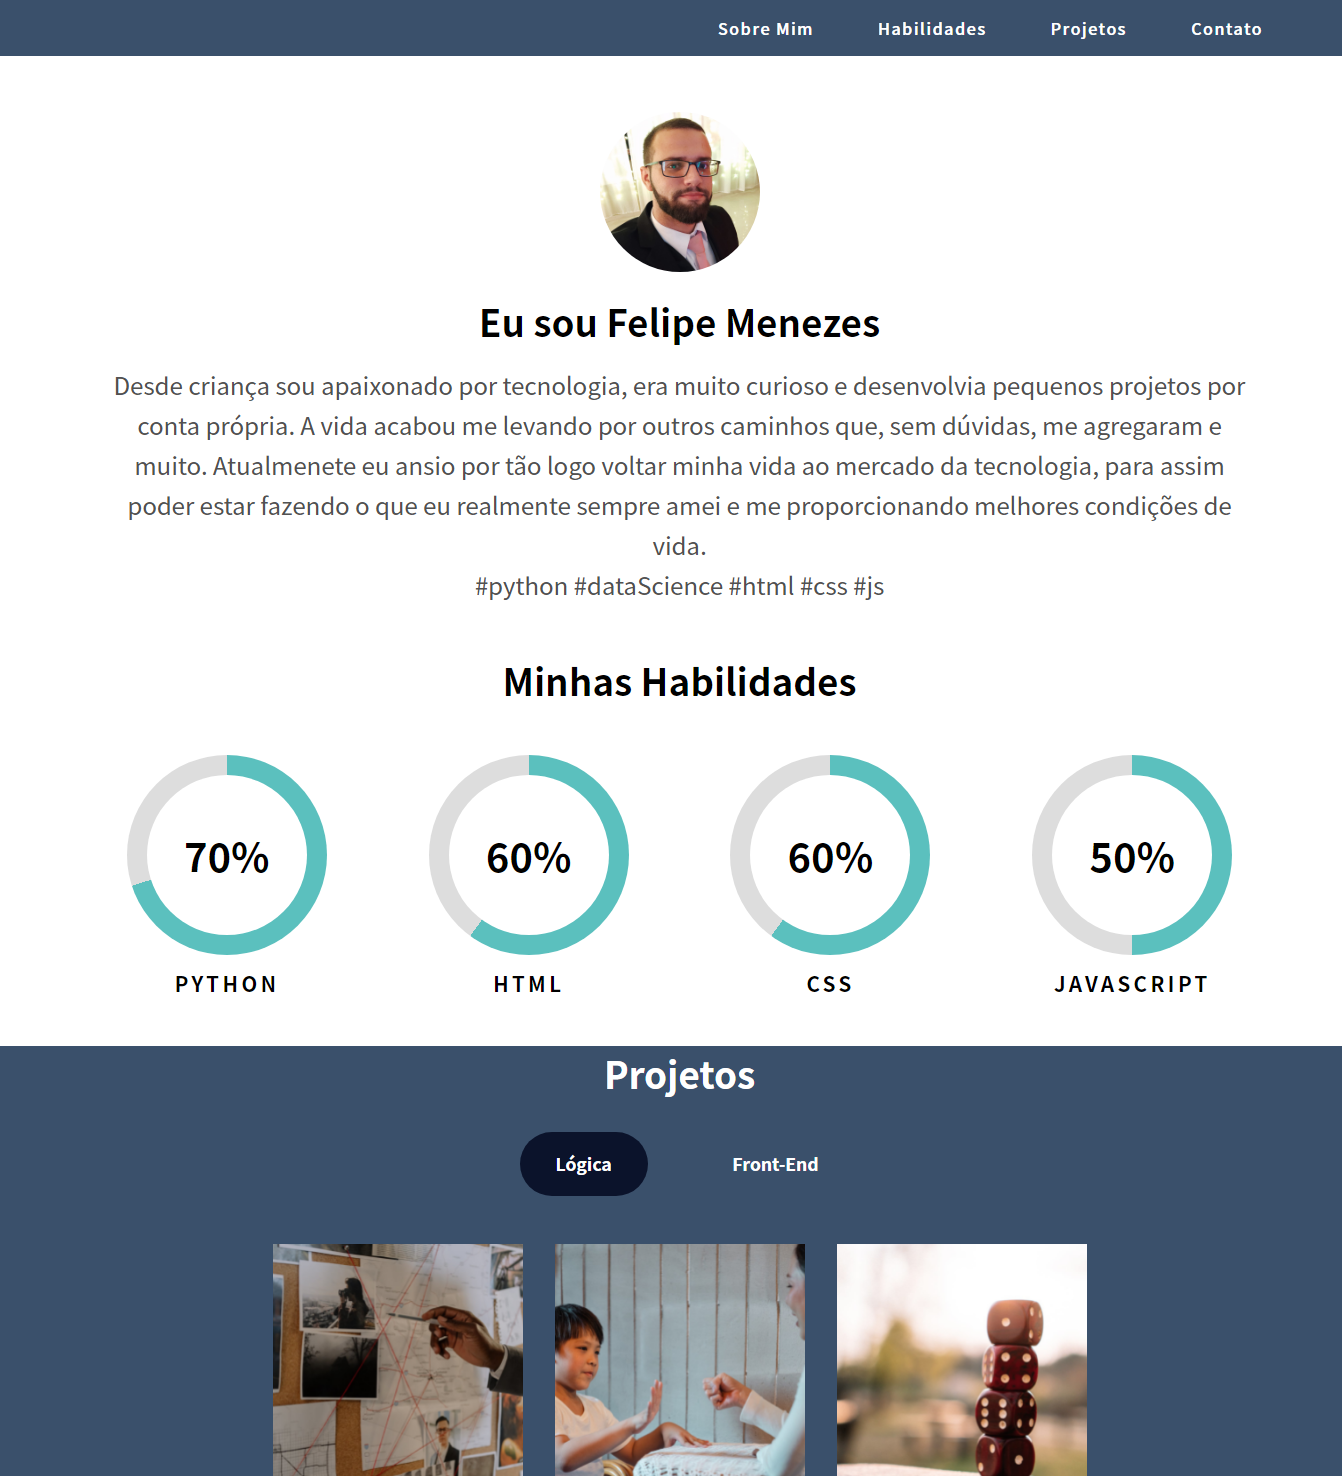 Sobre Mim Habilidades Projetos Contato
Eu sou Felipe Menezes
Desde criança sou apaixonado por tecnologia, era muito curioso e desenvolvia pequenos projetos por
conta própria. A vida acabou me levando por outros caminhos que, sem dúvidas, me agregaram e
muito. Atualmenete eu ansio por tão logo voltar minha vida ao mercado da tecnologia, para assim
poder estar fazendo o que eu realmente sempre amei e me proporcionando melhores condições de
vida.
#python #dataScience #html #css #js
Minhas Habilidades
70% 60% 60% 50%
PYTHON HTML CSS JAVASCRIPT
Projetos
Lógica Front-End